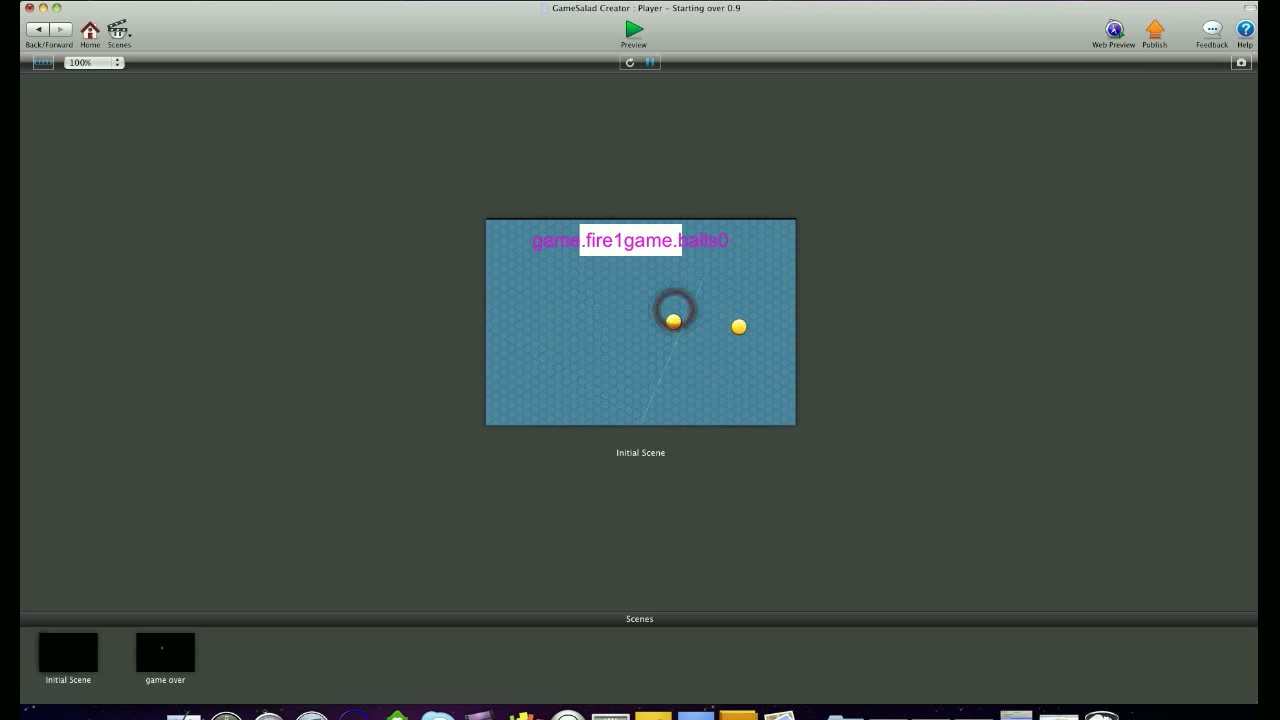 GameSalad Creator : Player - Starting over 0.9
Back/Forward Home Scenes Preview Web Preview Publish Feedback Help
100%
game.fire1game.balls0
Initial Scene
Scenes
Initial Scene game over